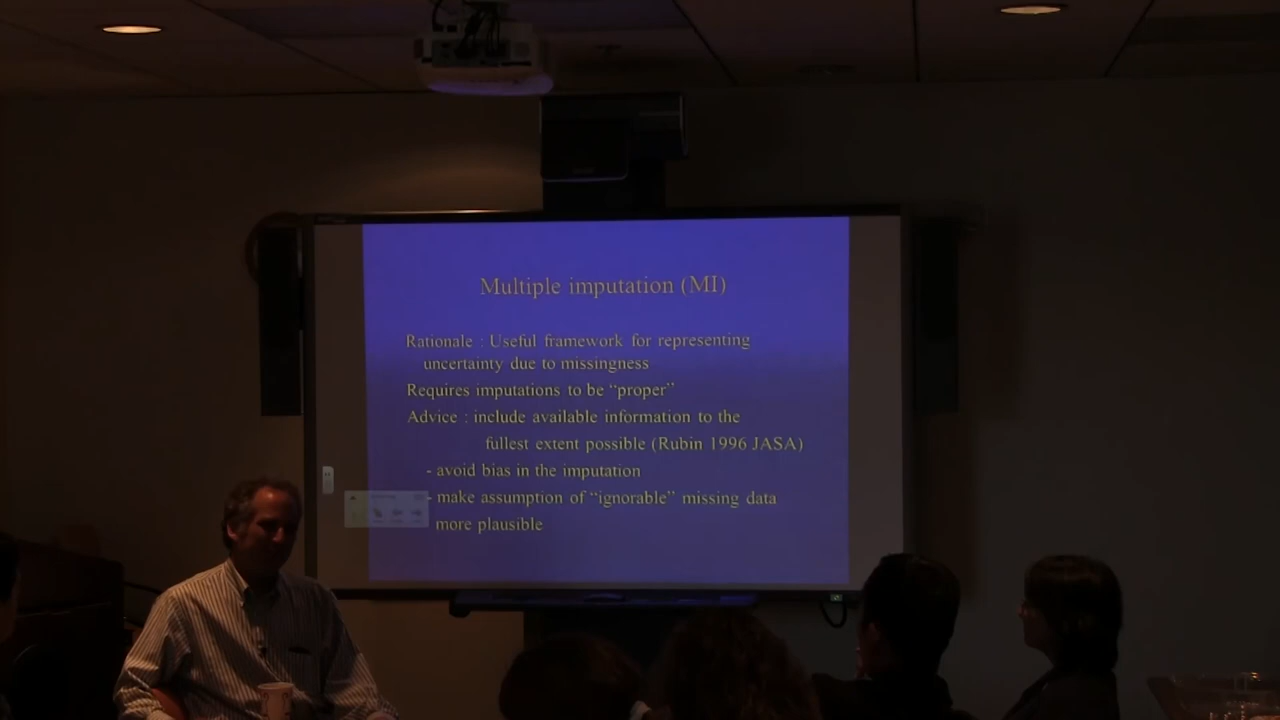 Multiple imputation (MI)
Rationale : Useful framework for representing
uncertainty due to missingness
Requires imputations to be “proper”
Advice : include available information to the
fullest extent possible (Rubin 1996 JASA)
- avoid bias in the imputation
- make assumption of “ignorable” missing data
more plausible